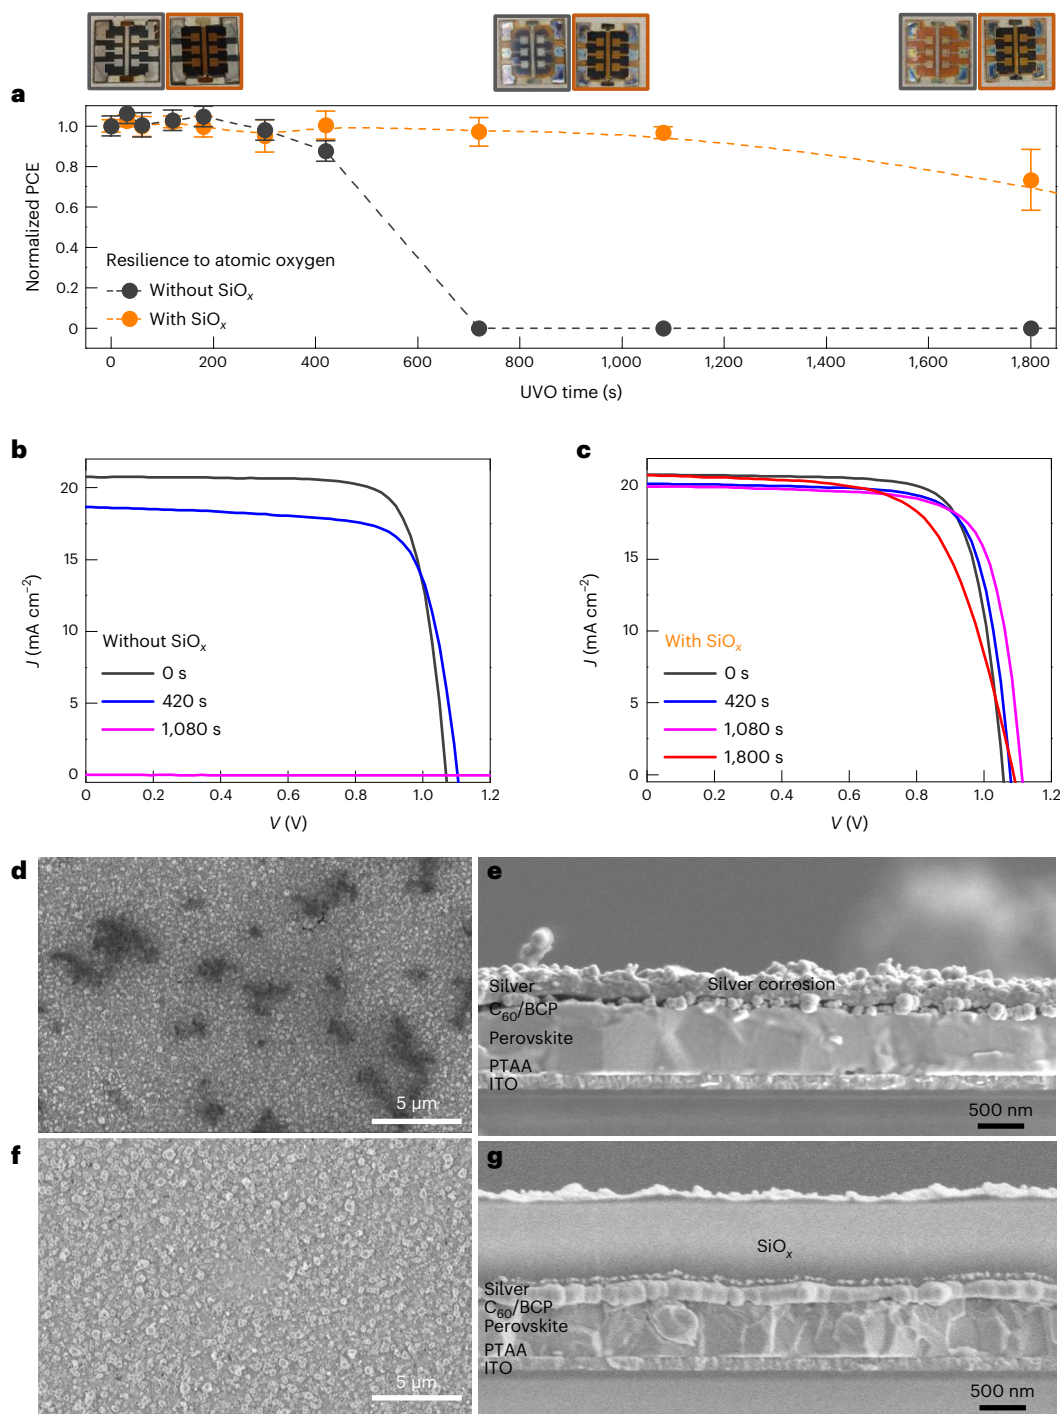 a
Normalized PCE
1.0
0.8
0.6
0.4
0.2
0
Resilience to atomic oxygen
Without SiOₓ
With SiOₓ
0 200 400 600 800 1,000 1,200 1,400 1,600 1,800
UVO time (s)
b
J (mA cm⁻²)
20
15
10
5
0
Without SiOₓ
0 s
420 s
1,080 s
0 0.2 0.4 0.6 0.8 1.0 1.2
V (V)
c
J (mA cm⁻²)
20
15
10
5
0
With SiOₓ
0 s
420 s
1,080 s
1,800 s
0 0.2 0.4 0.6 0.8 1.0 1.2
V (V)
d
5 µm
e
Silver
Silver corrosion
C₆₀/BCP
Perovskite
PTAA
ITO
500 nm
f
5 µm
g
SiOₓ
Silver
C₆₀/BCP
Perovskite
PTAA
ITO
500 nm